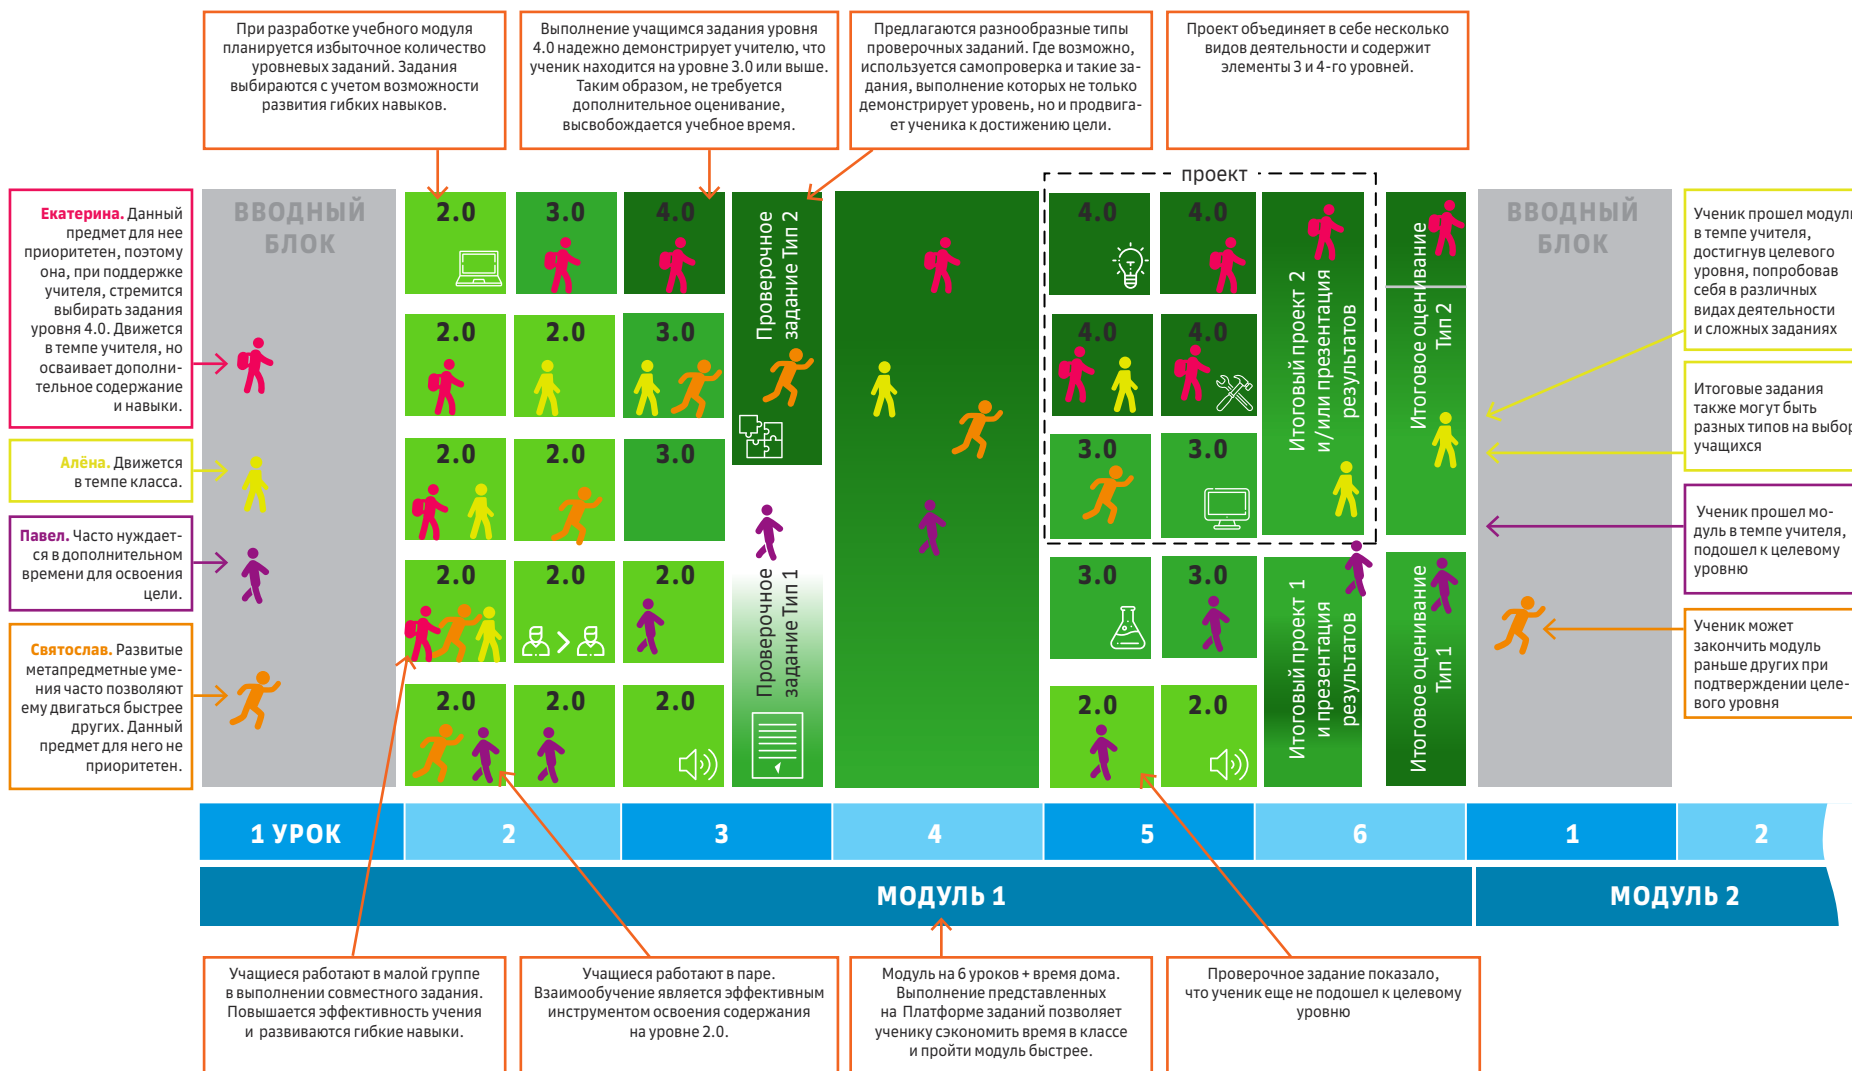 При разработке учебного модуля
планируется избыточное количество
уровневых заданий. Задания
выбираются с учетом возможности
развития гибких навыков.
Выполнение учащимся задания уровня
4.0 надежно демонстрирует учителю, что
ученик находится на уровне 3.0 или выше.
Таким образом, не требуется
дополнительное оценивание,
высвобождается учебное время.
Предлагаются разнообразные типы
проверочных заданий. Где возможно,
используется самопроверка и такие за-
дания, выполнение которых не только
демонстрирует уровень, но и продвига-
ет ученика к достижению цели.
Проект объединяет в себе несколько
видов деятельности и содержит
элементы 3 и 4-го уровней.
Екатерина. Данный
предмет для нее
приоритетен, поэтому
она, при поддержке
учителя, стремится
выбирать задания
уровня 4.0. Движется
в темпе учителя, но
осваивает дополни-
тельное содержание
и навыки.
Алёна. Движется
в темпе класса.
Павел. Часто нуждает-
ся в дополнительном
времени для освоения
цели.
Святослав. Развитые
метапредметные уме-
ния часто позволяют
ему двигаться быстрее
других. Данный
предмет для него не
приоритетен.
ВВОДНЫЙ
БЛОК
2.0 3.0 4.0
2.0 2.0 3.0
2.0 2.0 3.0
2.0 2.0 2.0
2.0 2.0 2.0
Проверочное
задание Тип 2
Проверочное
задание Тип 1
проект
4.0 4.0
4.0 4.0
3.0 3.0
3.0 3.0
2.0 2.0
Итоговый проект 2
и/или презентация
результатов
Итоговый проект 1
и презентация
результатов
Итоговое оценивание
Тип 2
Итоговое оценивание
Тип 1
ВВОДНЫЙ
БЛОК
Ученик прошел модуль
в темпе учителя,
достигнув целевого
уровня, попробовав
себя в различных
видах деятельности
и сложных заданиях
Итоговые задания
также могут быть
разных типов на выбор
учащихся
Ученик прошел мо-
дуль в темпе учителя,
подошел к целевому
уровню
Ученик может
закончить модуль
раньше других при
подтверждении целе-
вого уровня
1 УРОК 2 3 4 5 6 1 2
МОДУЛЬ 1 МОДУЛЬ 2
Учащиеся работают в малой группе
в выполнении совместного задания.
Повышается эффективность учения
и развиваются гибкие навыки.
Учащиеся работают в паре.
Взаимообучение является эффективным
инструментом освоения содержания
на уровне 2.0.
Модуль на 6 уроков + время дома.
Выполнение представленных
на Платформе заданий позволяет
ученику сэкономить время в классе
и пройти модуль быстрее.
Проверочное задание показало,
что ученик еще не подошел к целевому
уровню